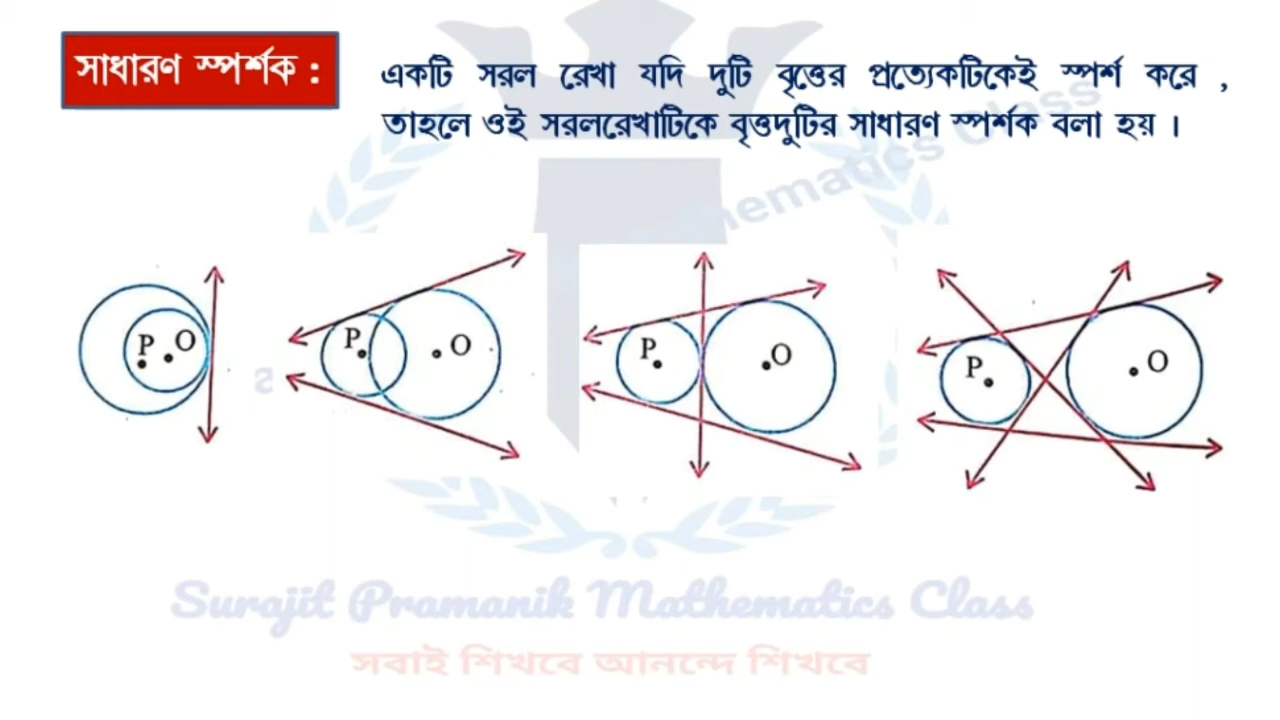 সাধারণ স্পর্শক :
একটি সরল রেখা যদি দুটি বৃত্তের প্রত্যেকটিকেই স্পর্শ করে ,
তাহলে ওই সরলরেখাটিকে বৃত্তদুটির সাধারণ স্পর্শক বলা হয় ।
P O
P O
P O
P O
Surajit Pramanik Mathematics Class
সবাই শিখবে আনন্দে শিখবে